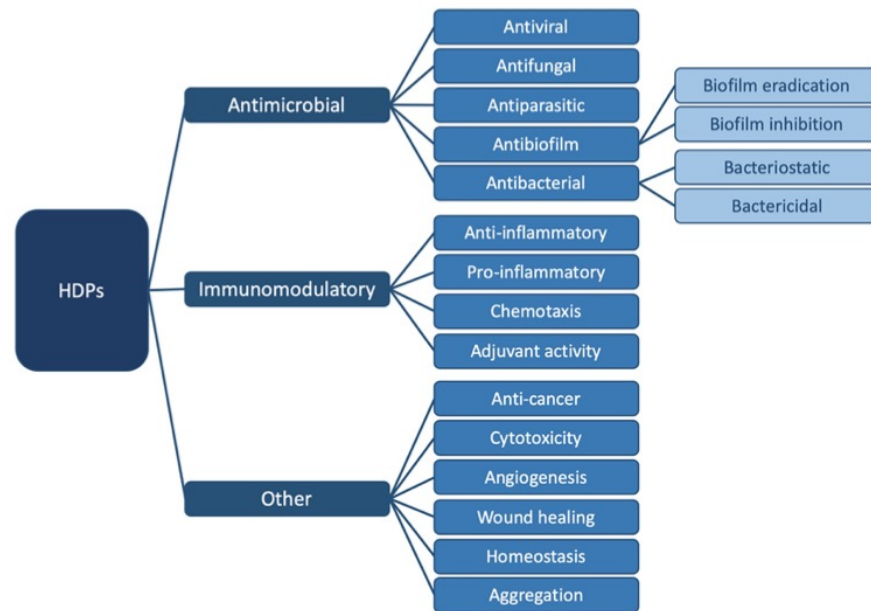 HDPs
Antimicrobial
Antiviral
Antifungal
Antiparasitic
Antibiofilm
Biofilm eradication
Biofilm inhibition
Antibacterial
Bacteriostatic
Bactericidal
Immunomodulatory
Anti-inflammatory
Pro-inflammatory
Chemotaxis
Adjuvant activity
Other
Anti-cancer
Cytotoxicity
Angiogenesis
Wound healing
Homeostasis
Aggregation